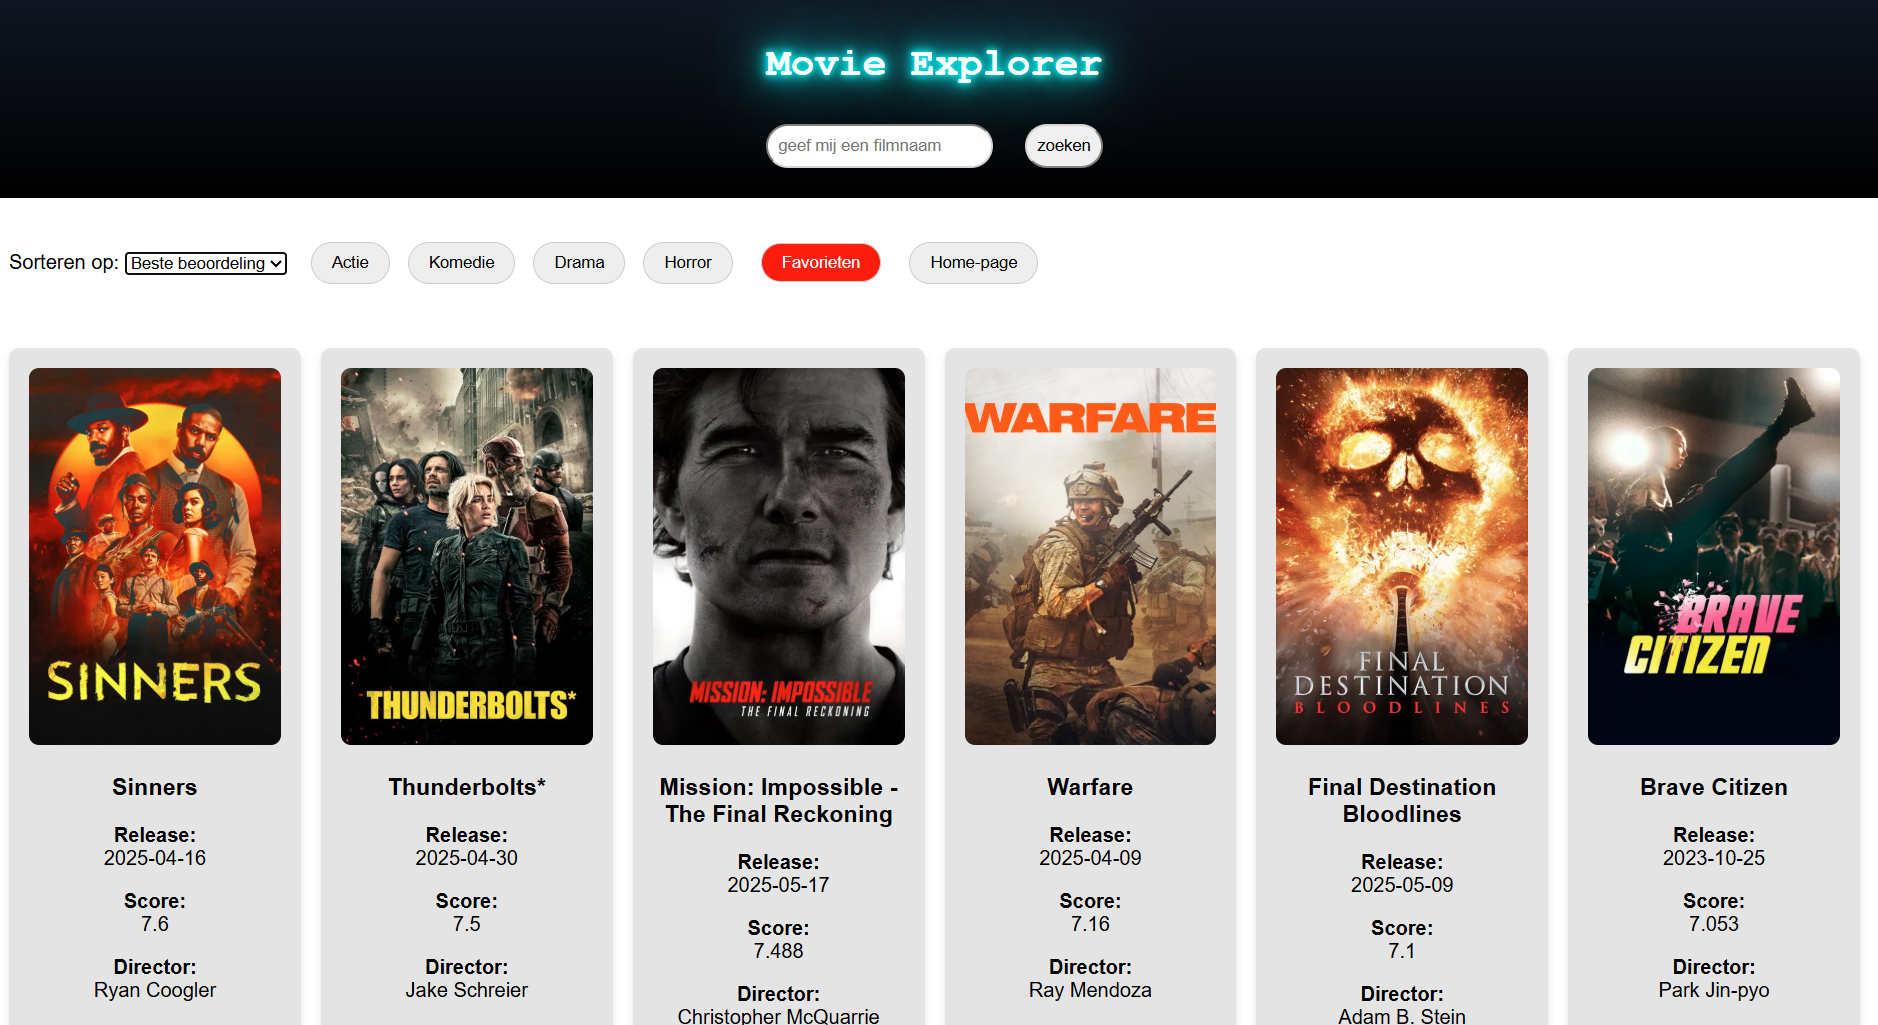 Movie Explorer
geef mij een filmnaam
zoeken
Sorteren op: Beste beoordeling Actie Komedie Drama Horror Favorieten Home-page
SINNERS
THUNDERBOLTS*
MISSION: IMPOSSIBLE
THE FINAL RECKONING
WARFARE
FINAL
DESTINATION
BLOODLINES
BRAVE
CITIZEN
Sinners
Release:
2025-04-16
Score:
7.6
Director:
Ryan Coogler
Thunderbolts*
Release:
2025-04-30
Score:
7.5
Director:
Jake Schreier
Mission: Impossible -
The Final Reckoning
Release:
2025-05-17
Score:
7.488
Director:
Christopher McQuarrie
Warfare
Release:
2025-04-09
Score:
7.16
Director:
Ray Mendoza
Final Destination
Bloodlines
Release:
2025-05-09
Score:
7.1
Director:
Adam B. Stein
Brave Citizen
Release:
2023-10-25
Score:
7.053
Director:
Park Jin-pyo